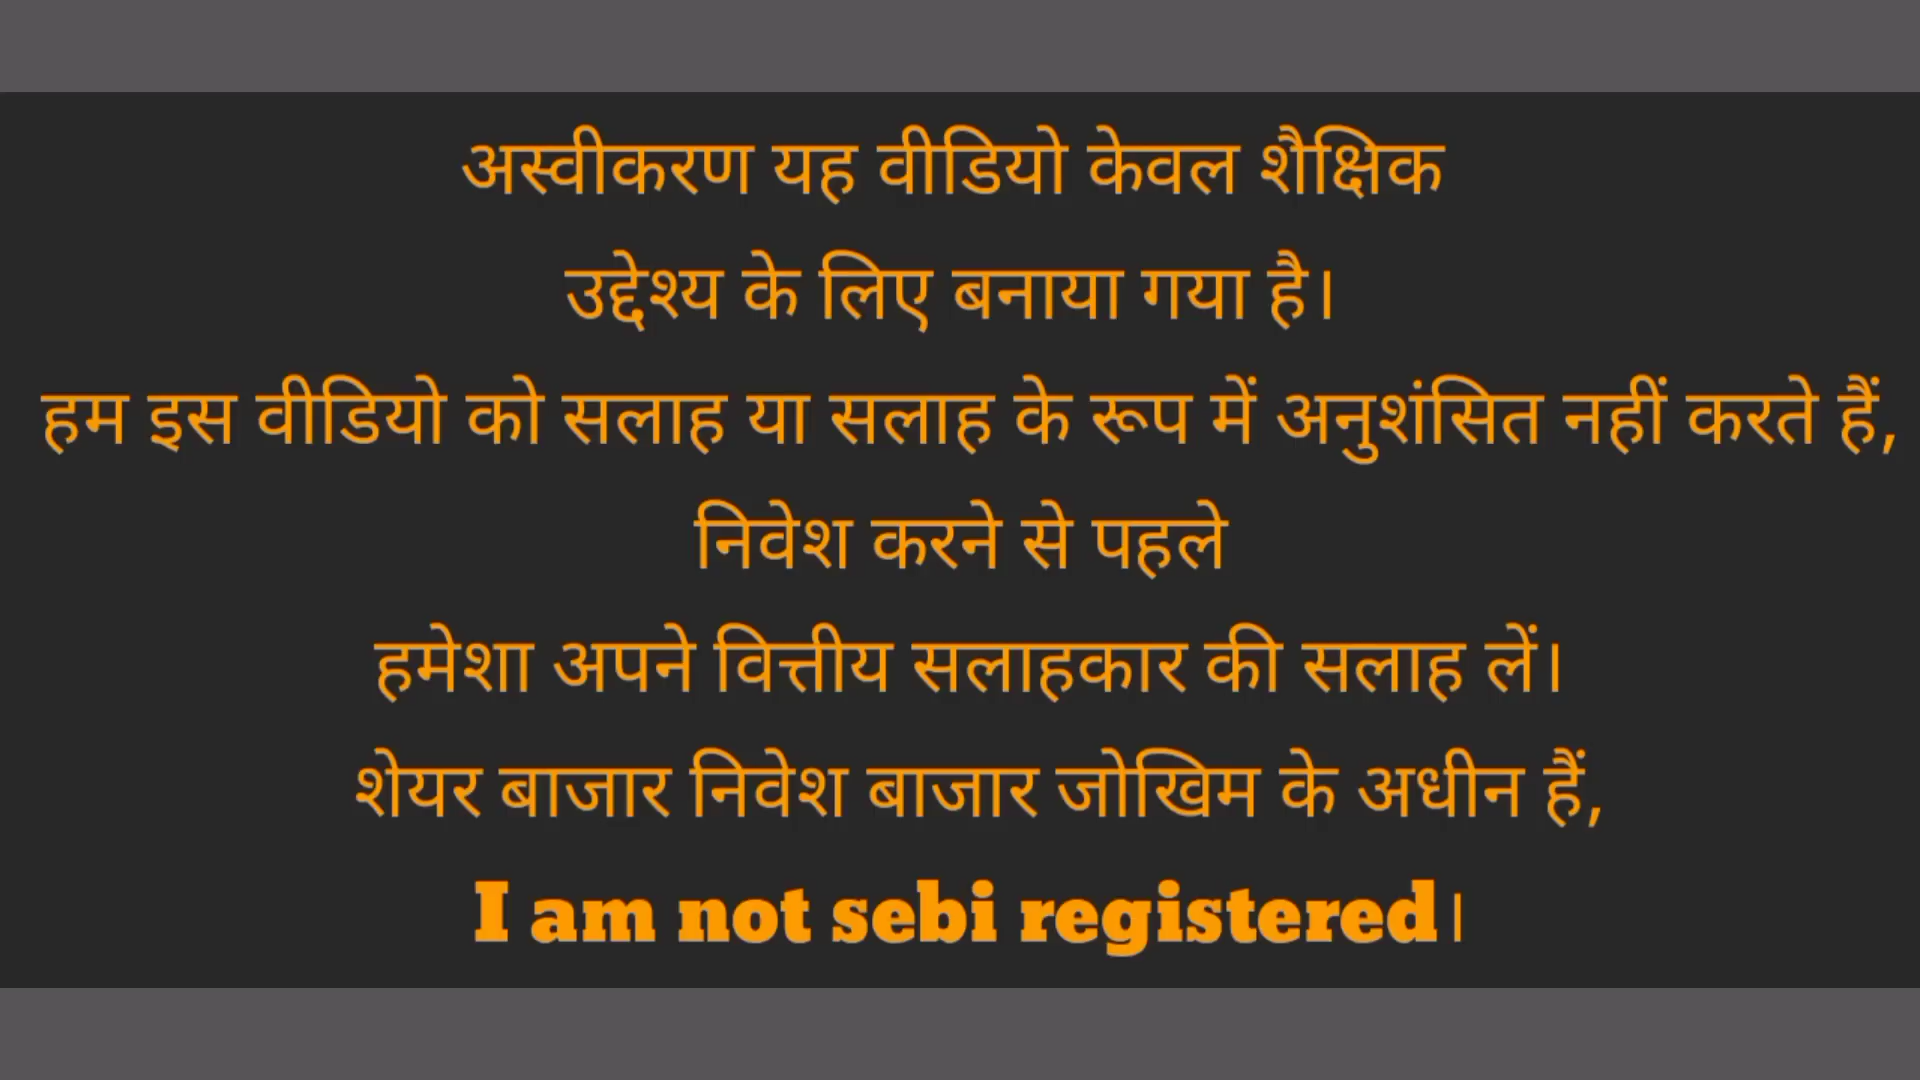 अस्वीकरण यह वीडियो केवल शैक्षिक
उद्देश्य के लिए बनाया गया है।
हम इस वीडियो को सलाह या सलाह के रूप में अनुशंसित नहीं करते हैं,
निवेश करने से पहले
हमेशा अपने वित्तीय सलाहकार की सलाह लें।
शेयर बाजार निवेश बाजार जोखिम के अधीन हैं,
I am not sebi registered।